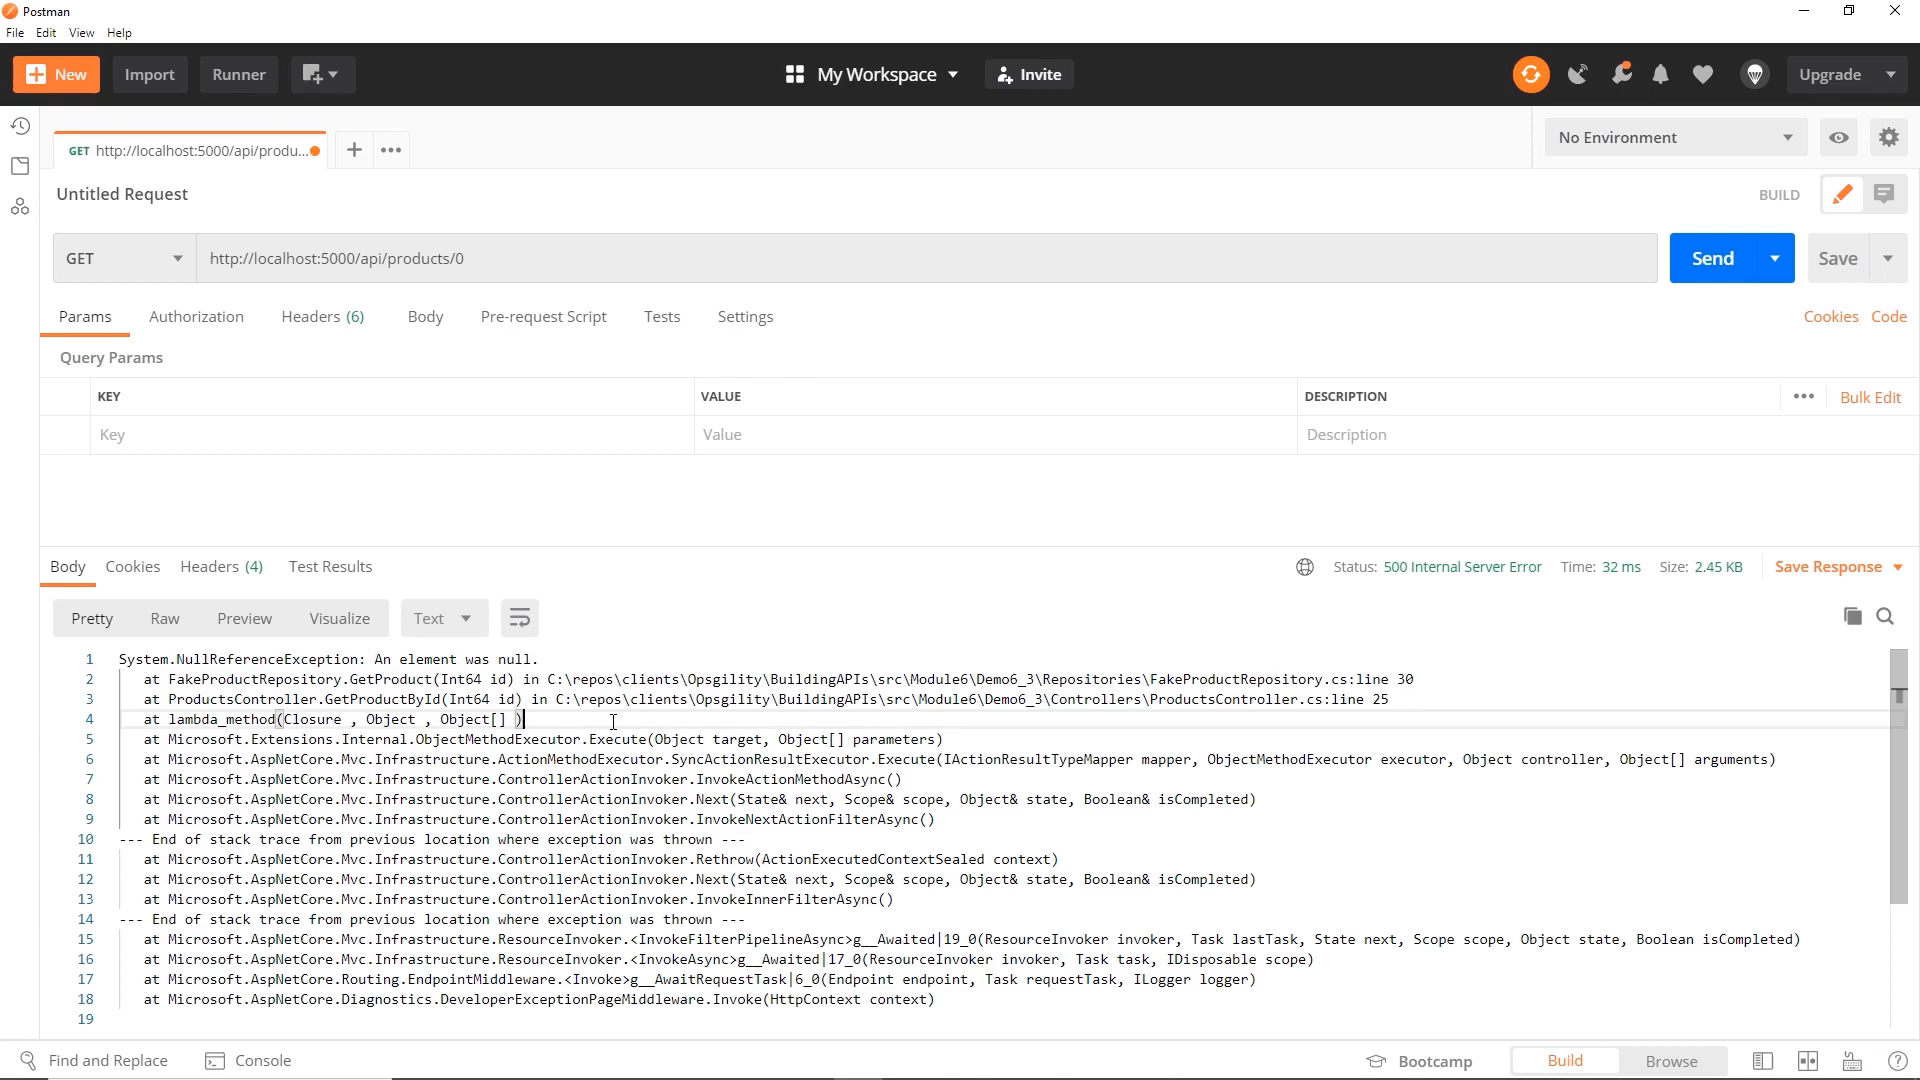 Postman
File Edit View Help
New Import Runner My Workspace Invite Upgrade
GET http://localhost:5000/api/produ... No Environment
Untitled Request BUILD
GET http://localhost:5000/api/products/0 Send Save
Params Authorization Headers (6) Body Pre-request Script Tests Settings Cookies Code
Query Params
KEY VALUE DESCRIPTION Bulk Edit
Key Value Description
Body Cookies Headers (4) Test Results Status: 500 Internal Server Error Time: 32 ms Size: 2.45 KB Save Response
Pretty Raw Preview Visualize Text
1 System.NullReferenceException: An element was null.
2 at FakeProductRepository.GetProduct(Int64 id) in C:\repos\clients\Opsgility\BuildingAPIs\src\Module6\Demo6_3\Repositories\FakeProductRepository.cs:line 30
3 at ProductsController.GetProductById(Int64 id) in C:\repos\clients\Opsgility\BuildingAPIs\src\Module6\Demo6_3\Controllers\ProductsController.cs:line 25
4 at lambda_method(Closure , Object , Object[] )
5 at Microsoft.Extensions.Internal.ObjectMethodExecutor.Execute(Object target, Object[] parameters)
6 at Microsoft.AspNetCore.Mvc.Infrastructure.ActionMethodExecutor.SyncActionResultExecutor.Execute(IActionResultTypeMapper mapper, ObjectMethodExecutor executor, Object controller, Object[] arguments)
7 at Microsoft.AspNetCore.Mvc.Infrastructure.ControllerActionInvoker.InvokeActionMethodAsync()
8 at Microsoft.AspNetCore.Mvc.Infrastructure.ControllerActionInvoker.Next(State& next, Scope& scope, Object& state, Boolean& isCompleted)
9 at Microsoft.AspNetCore.Mvc.Infrastructure.ControllerActionInvoker.InvokeNextActionFilterAsync()
10 --- End of stack trace from previous location where exception was thrown ---
11 at Microsoft.AspNetCore.Mvc.Infrastructure.ControllerActionInvoker.Rethrow(ActionExecutedContextSealed context)
12 at Microsoft.AspNetCore.Mvc.Infrastructure.ControllerActionInvoker.Next(State& next, Scope& scope, Object& state, Boolean& isCompleted)
13 at Microsoft.AspNetCore.Mvc.Infrastructure.ControllerActionInvoker.InvokeInnerFilterAsync()
14 --- End of stack trace from previous location where exception was thrown ---
15 at Microsoft.AspNetCore.Mvc.Infrastructure.ResourceInvoker.<InvokeFilterPipelineAsync>g__Awaited|19_0(ResourceInvoker invoker, Task lastTask, State next, Scope scope, Object state, Boolean isCompleted)
16 at Microsoft.AspNetCore.Mvc.Infrastructure.ResourceInvoker.<InvokeAsync>g__Awaited|17_0(ResourceInvoker invoker, Task task, IDisposable scope)
17 at Microsoft.AspNetCore.Routing.EndpointMiddleware.<Invoke>g__AwaitRequestTask|6_0(Endpoint endpoint, Task requestTask, ILogger logger)
18 at Microsoft.AspNetCore.Diagnostics.DeveloperExceptionPageMiddleware.Invoke(HttpContext context)
19
Find and Replace Console Bootcamp Build Browse